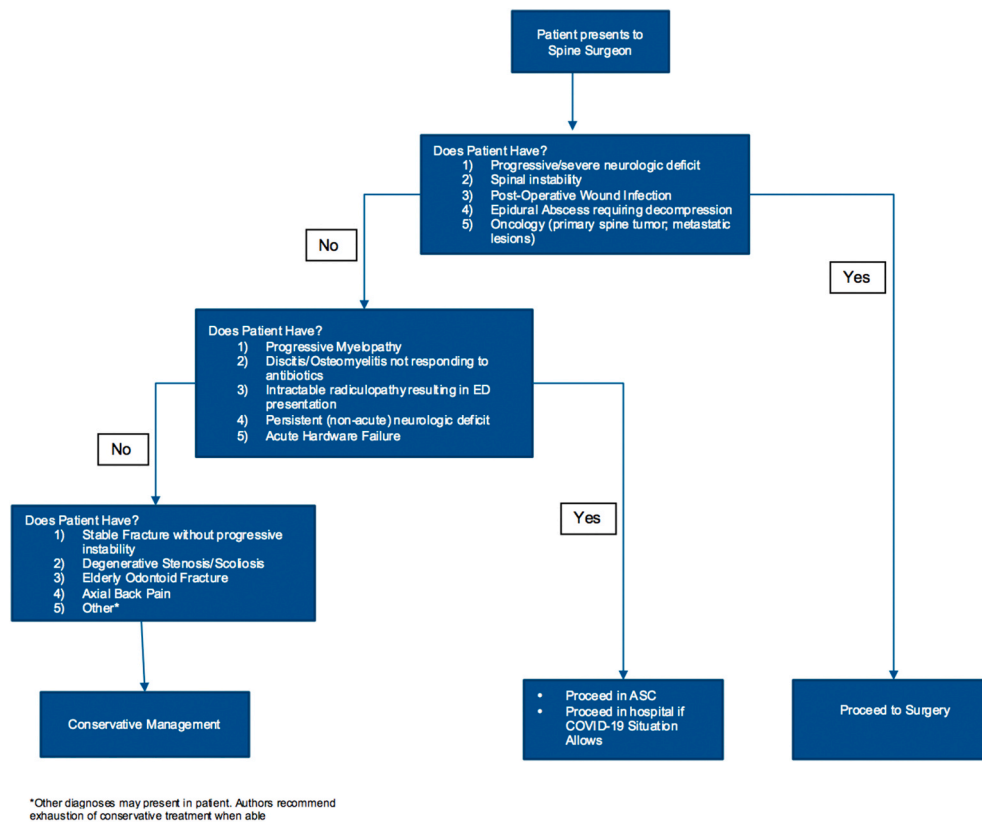 Patient presents to
Spine Surgeon
Does Patient Have?
1) Progressive/severe neurologic deficit
2) Spinal instability
3) Post-Operative Wound Infection
4) Epidural Abscess requiring decompression
5) Oncology (primary spine tumor; metastatic
lesions)
No
Yes
Does Patient Have?
1) Progressive Myelopathy
2) Discitis/Osteomyelitis not responding to
antibiotics
3) Intractable radiculopathy resulting in ED
presentation
4) Persistent (non-acute) neurologic deficit
5) Acute Hardware Failure
No
Yes
Does Patient Have?
1) Stable Fracture without progressive
instability
2) Degenerative Stenosis/Scoliosis
3) Elderly Odontoid Fracture
4) Axial Back Pain
5) Other*
Conservative Management
• Proceed in ASC
• Proceed in hospital if
COVID-19 Situation
Allows
Proceed to Surgery
*Other diagnoses may present in patient. Authors recommend
exhaustion of conservative treatment when able